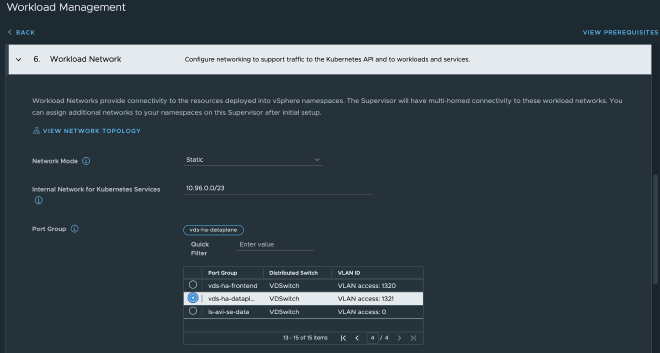 Workload Management
BACK
VIEW PREREQUISITES
6. Workload Network
Configure networking to support traffic to the Kubernetes API and to workloads and services.
Workload Networks provide connectivity to the resources deployed into vSphere namespaces. The Supervisor will have multi-homed connectivity to these workload networks. You
can assign additional networks to your namespaces on this Supervisor after initial setup.
VIEW NETWORK TOPOLOGY
Network Mode
Static
Internal Network for Kubernetes Services
10.96.0.0/23
Port Group
vds-ha-dataplane
Quick Filter
Enter value
Port Group Distributed Switch VLAN ID
vds-ha-frontend VDSwitch VLAN access: 1320
vds-ha-datapl... VDSwitch VLAN access: 1321
ls-avi-se-data VDSwitch VLAN access: 0
13 - 15 of 15 items 4 / 4